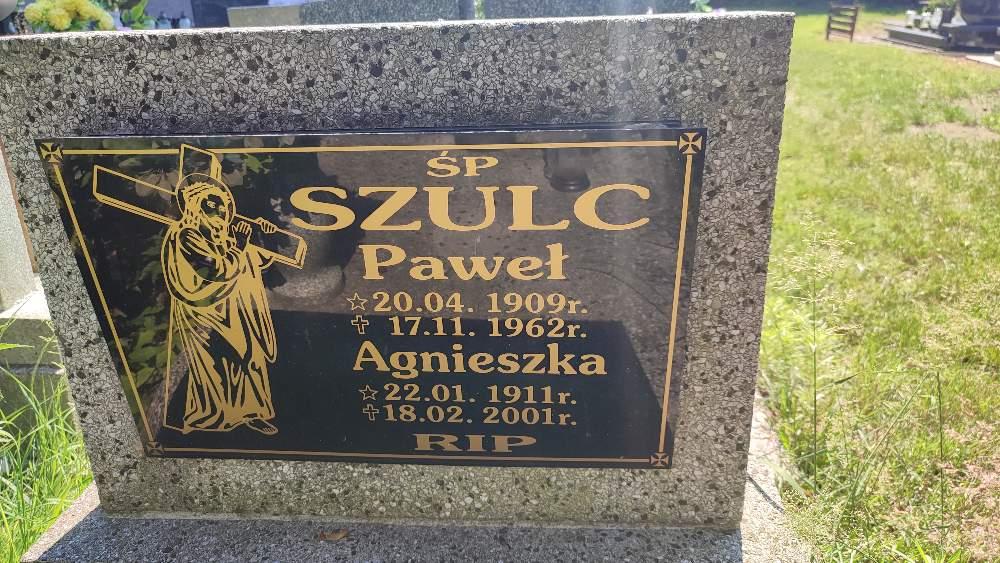 ŚP
SZULC
Paweł
☆ 20.04. 1909r.
✝ 17.11. 1962r.
Agnieszka
☆ 22.01. 1911r.
✝ 18.02. 2001r.
RIP